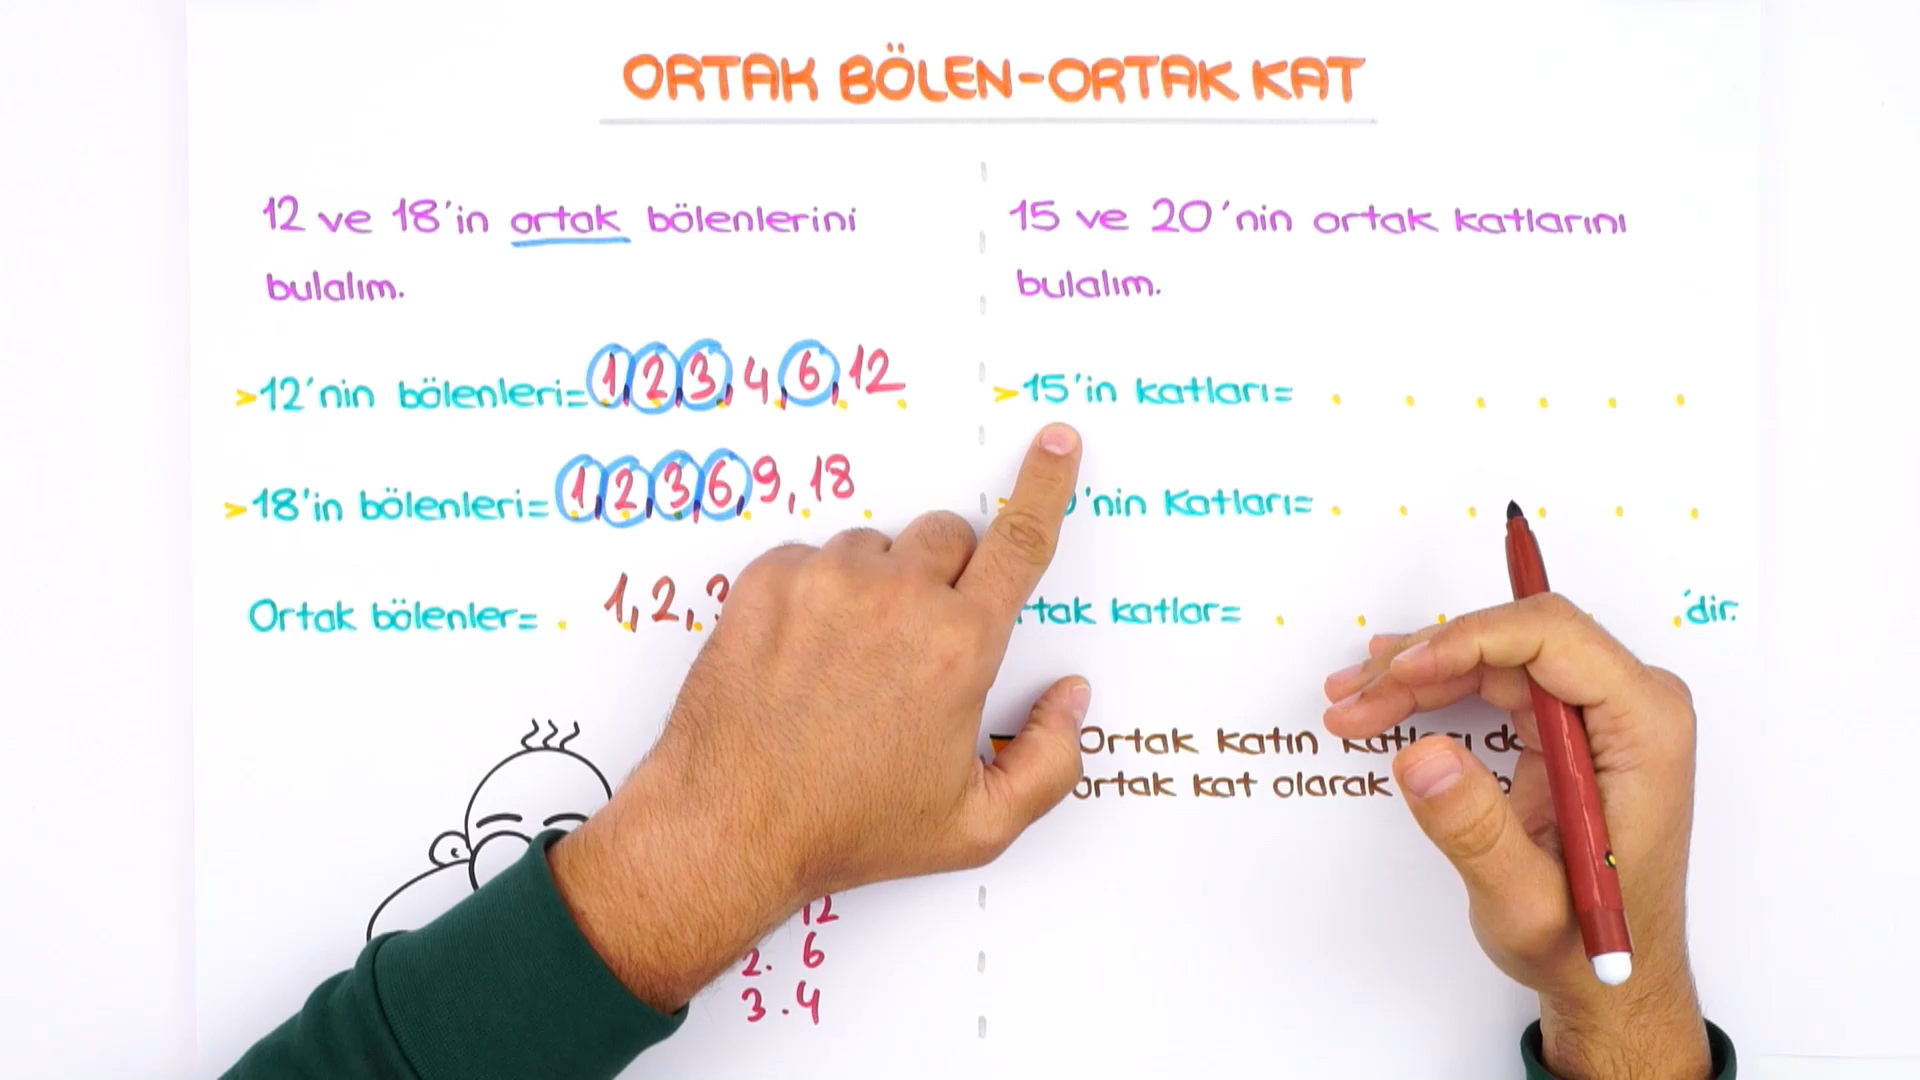 ORTAK BÖLEN-ORTAK KAT
12 ve 18'in ortak bölenlerini
bulalım.
>12'nin bölenleri=1,2,3,4,6,12
>18'in bölenleri=1,2,3,6,9,18
Ortak bölenler= 1,2,3
12
2. 6
3.4
15 ve 20'nin ortak katlarını
bulalım.
>15'in katları= . . . . . .
'nin Katları= . . . . . .
katlar= . . . .'dir.
Ortak katın
ortak kat olarak